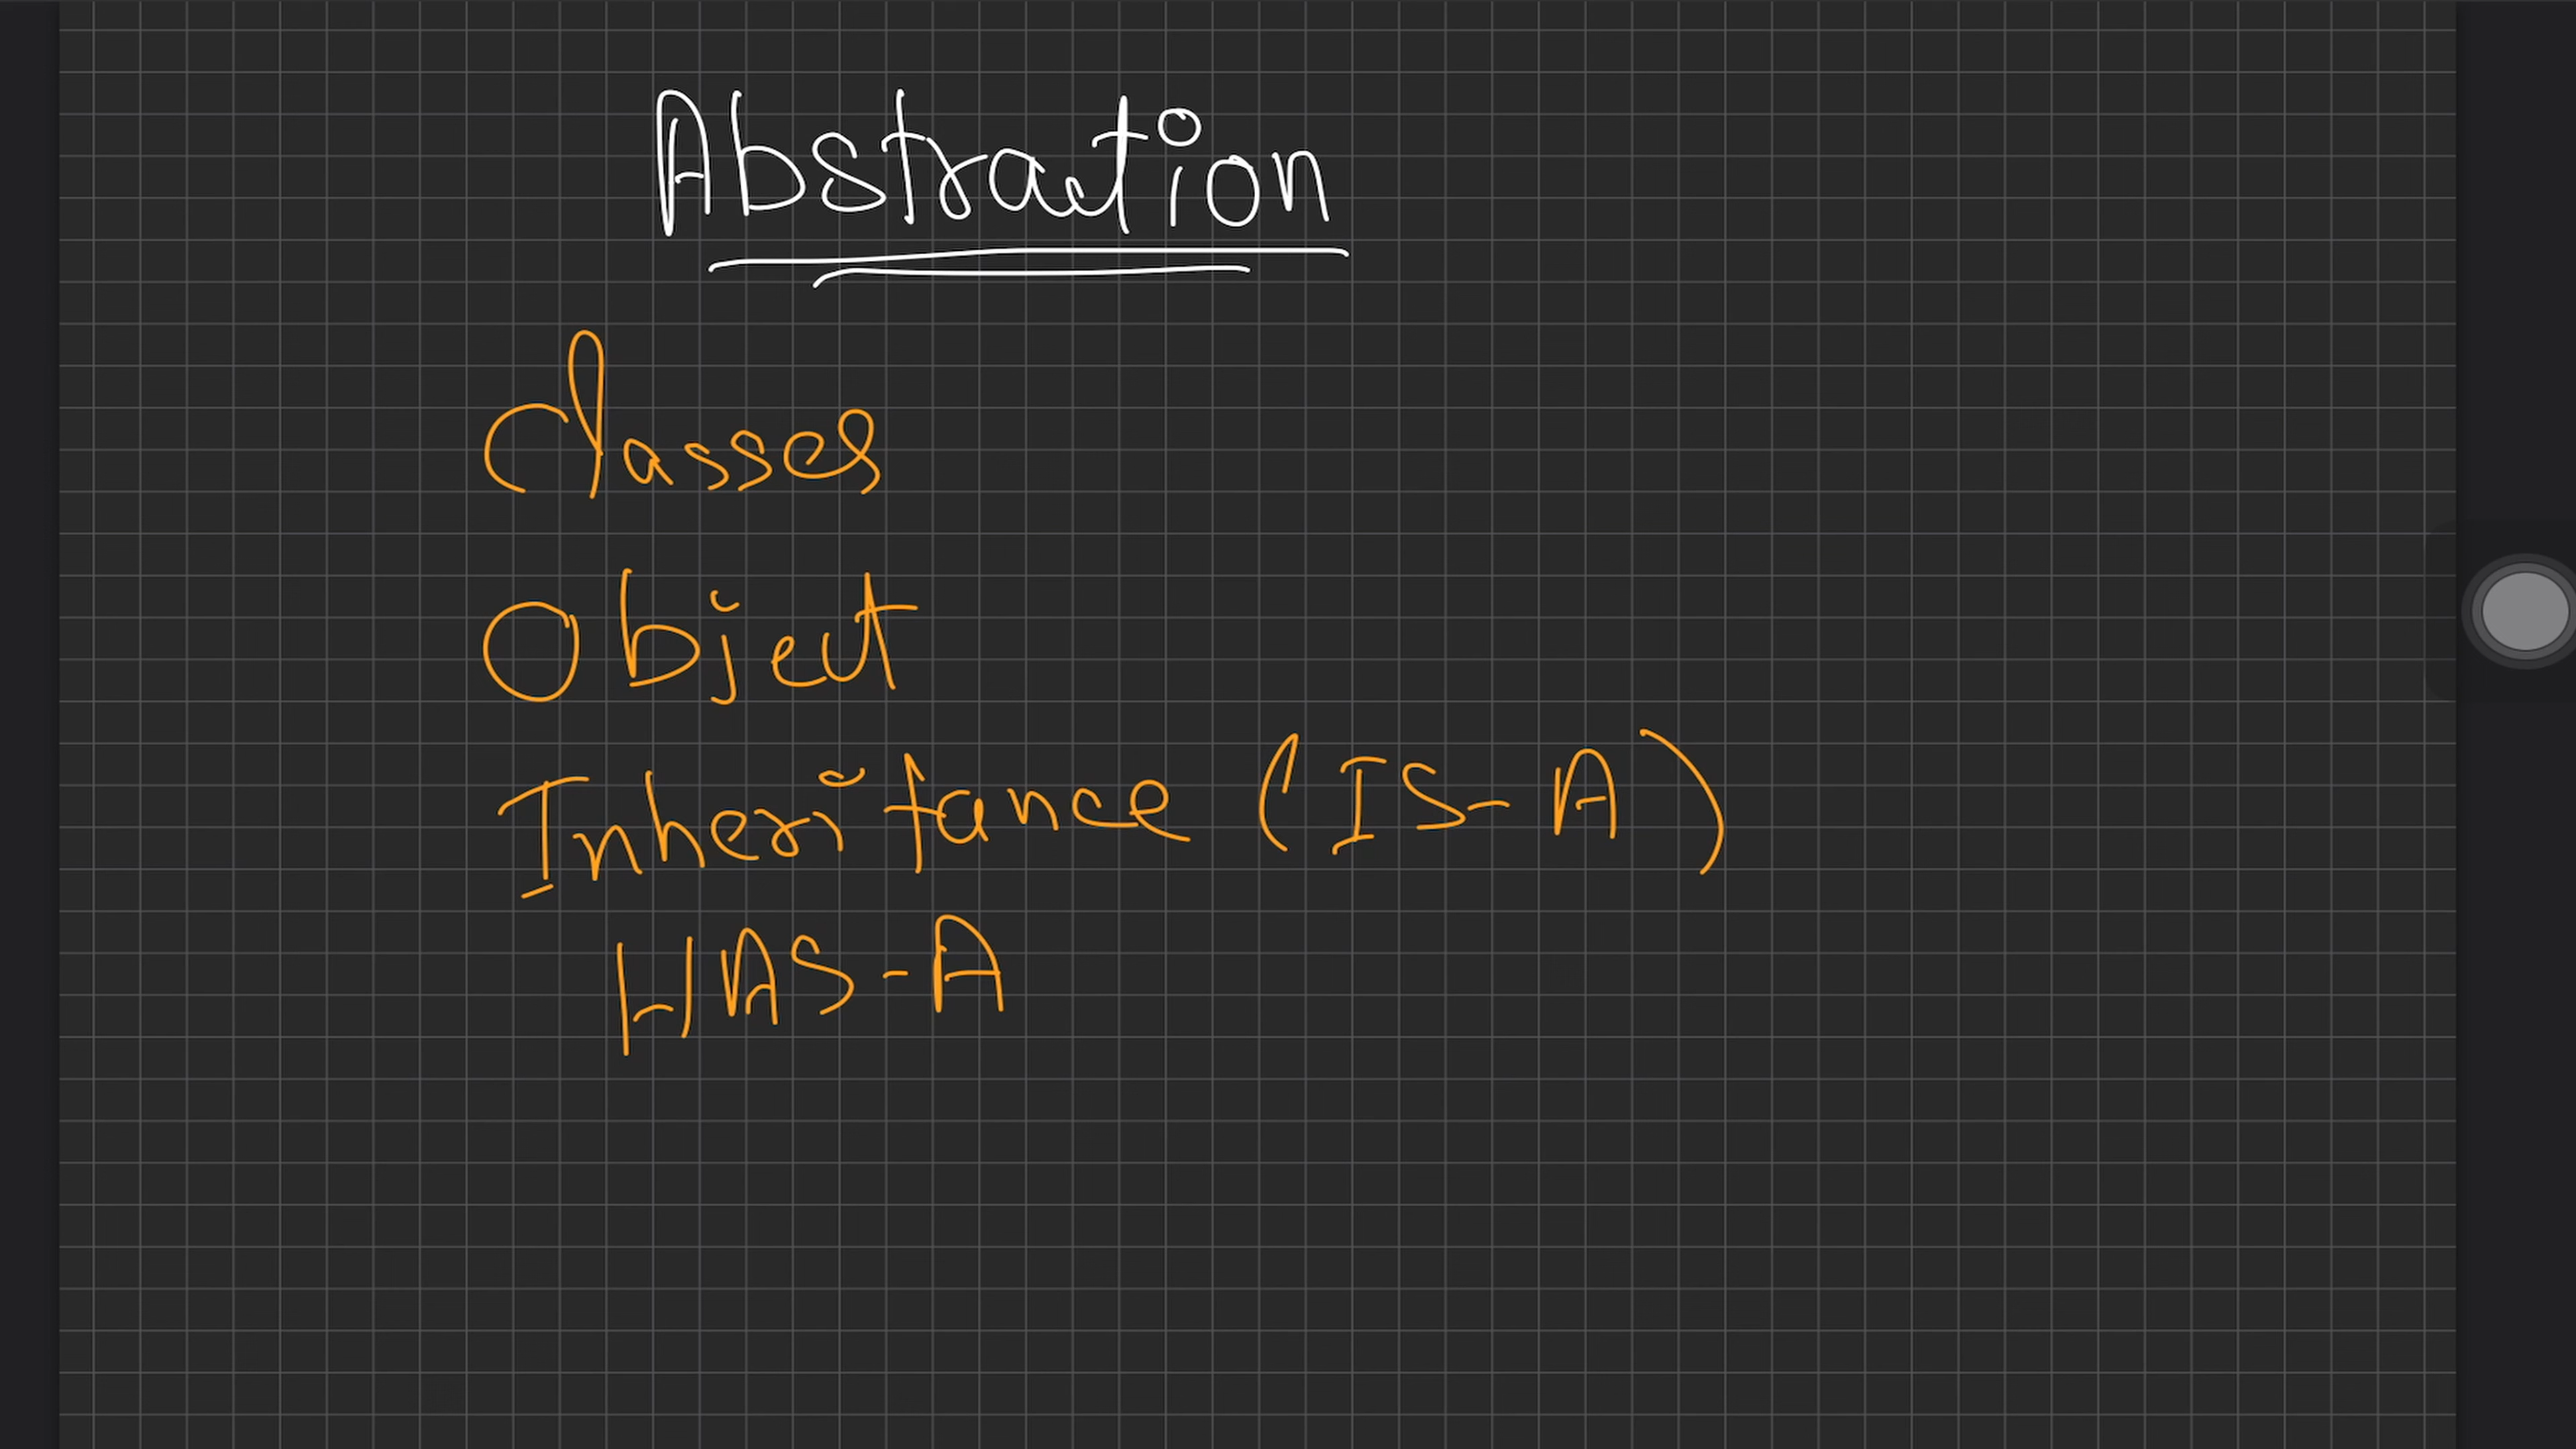 Abstraction
Classes
Object
Inheritance (IS-A)
HAS-A